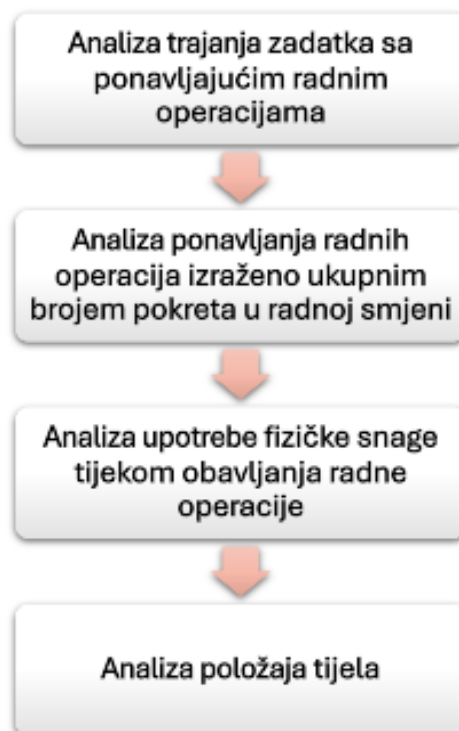 Analiza trajanja zadatka sa
ponavljajućim radnim
operacijama
Analiza ponavljanja radnih
operacija izraženo ukupnim
brojem pokreta u radnoj smjeni
Analiza upotrebe fizičke snage
tijekom obavljanja radne
operacije
Analiza položaja tijela